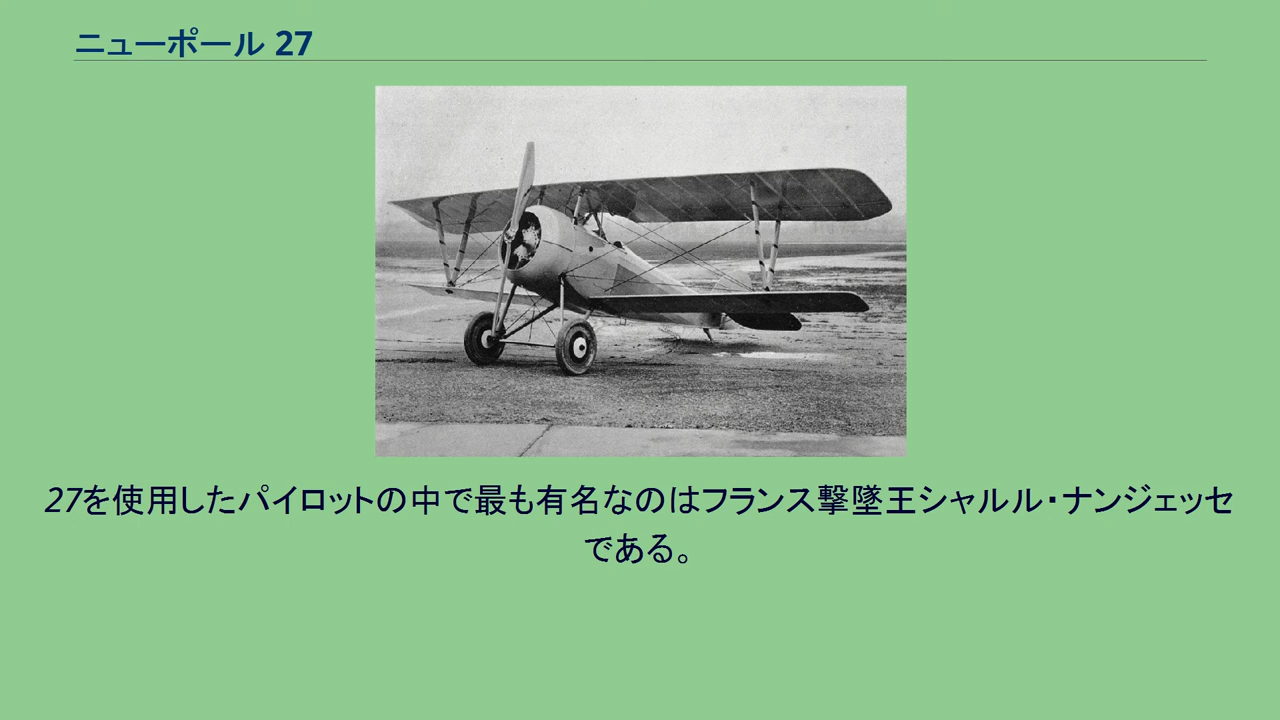 ニューポール 27
27を使用したパイロットの中で最も有名なのはフランス撃墜王シャルル・ナンジェッセ
である。